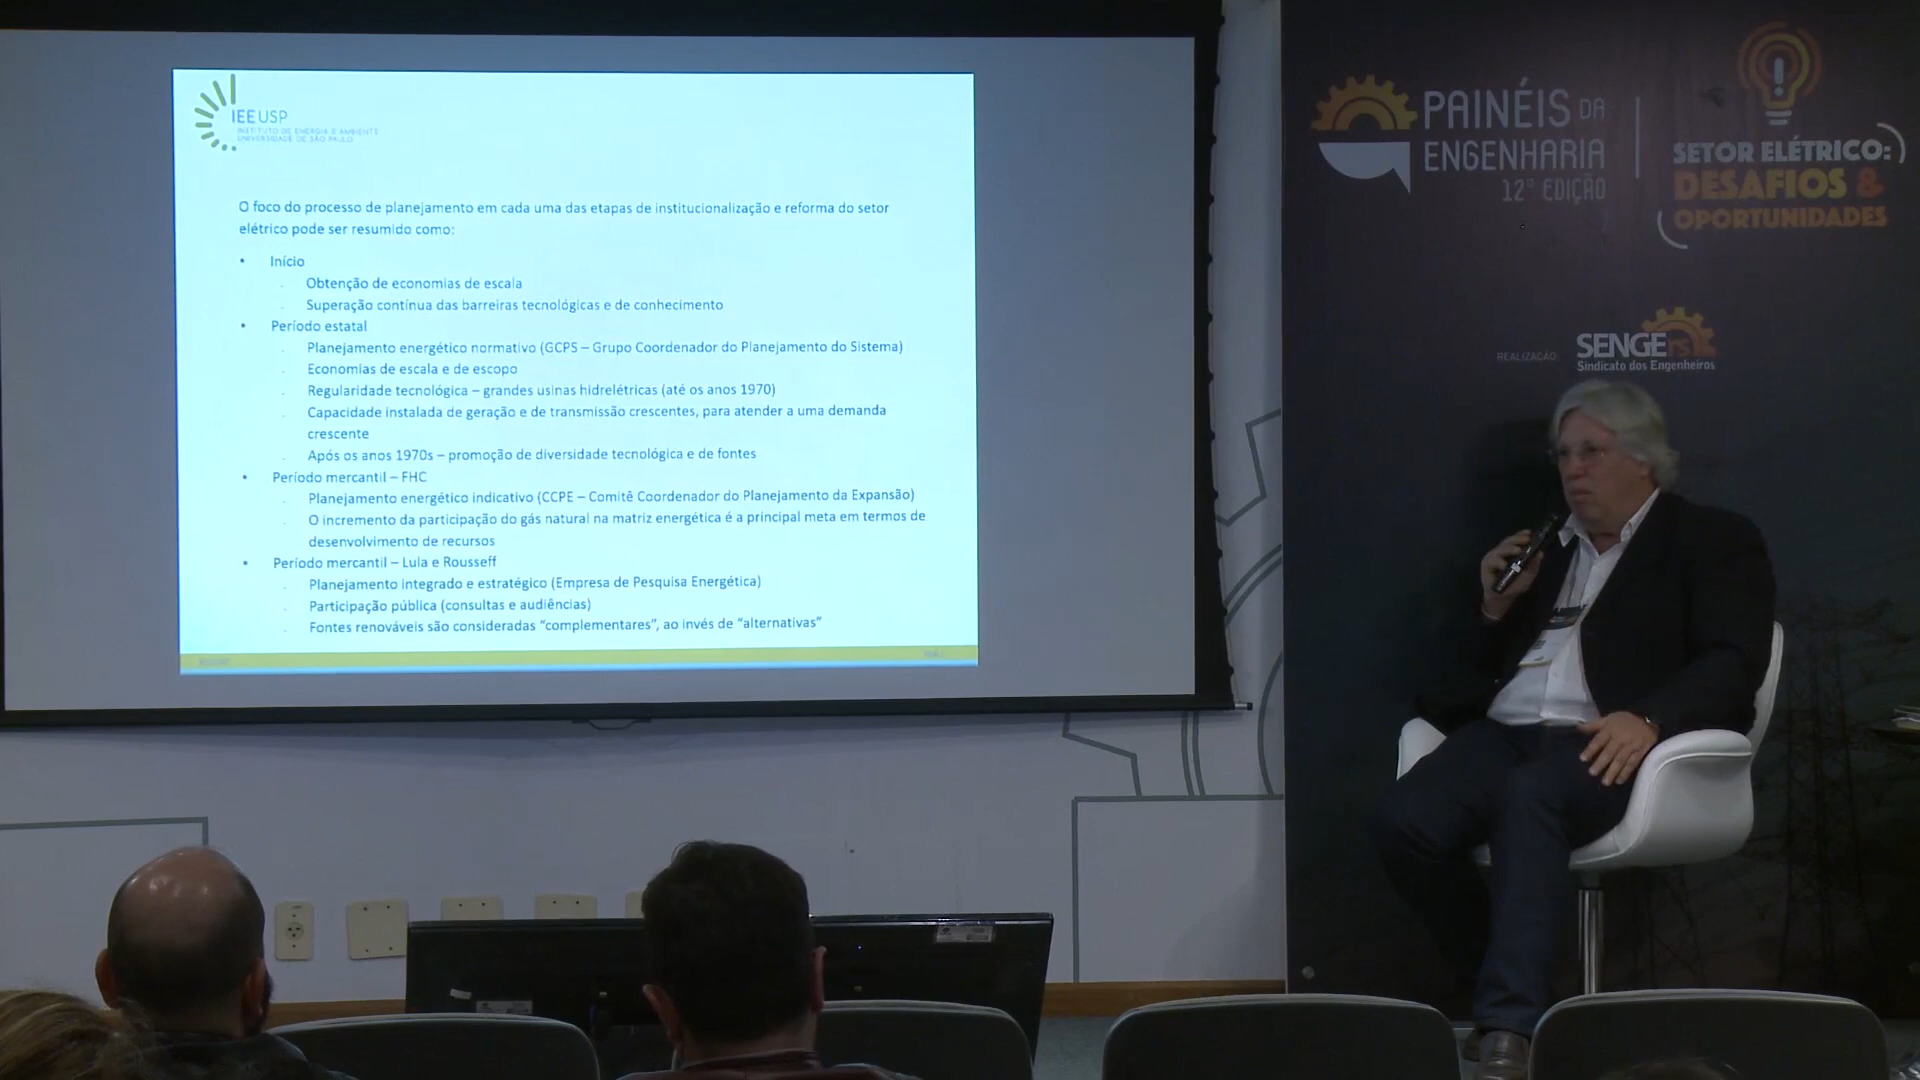 IEEUSP
INSTITUTO DE ENERGIA E AMBIENTE
UNIVERSIDADE DE SÃO PAULO
O foco do processo de planejamento em cada uma das etapas de institucionalização e reforma do setor
elétrico pode ser resumido como:
• Início
- Obtenção de economias de escala
- Superação contínua das barreiras tecnológicas e de conhecimento
• Período estatal
- Planejamento energético normativo (GCPS – Grupo Coordenador do Planejamento do Sistema)
- Economias de escala e de escopo
- Regularidade tecnológica – grandes usinas hidrelétricas (até os anos 1970)
- Capacidade instalada de geração e de transmissão crescentes, para atender a uma demanda
crescente
- Após os anos 1970s – promoção de diversidade tecnológica e de fontes
• Período mercantil – FHC
- Planejamento energético indicativo (CCPE – Comitê Coordenador do Planejamento da Expansão)
- O incremento da participação do gás natural na matriz energética é a principal meta em termos de
desenvolvimento de recursos
• Período mercantil – Lula e Rousseff
- Planejamento integrado e estratégico (Empresa de Pesquisa Energética)
- Participação pública (consultas e audiências)
- Fontes renováveis são consideradas “complementares”, ao invés de “alternativas”
PAINÉIS DA
ENGENHARIA
12ª EDIÇÃO
SETOR ELÉTRICO:
DESAFIOS &
OPORTUNIDADES
REALIZAÇÃO:
SENGE rs
Sindicato dos Engenheiros